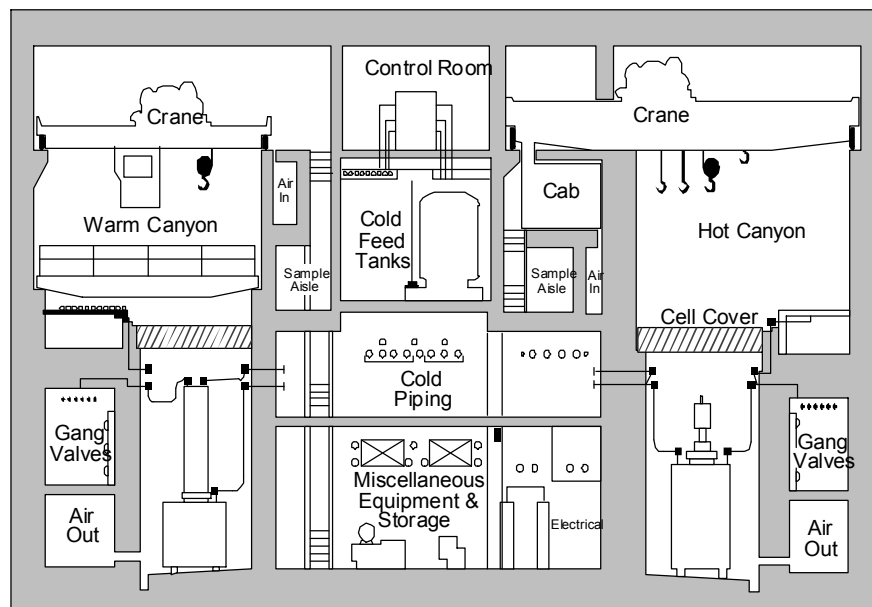 Control Room
Crane
Crane
Air
In
Cab
Warm Canyon
Cold
Feed
Tanks
Hot Canyon
Sample
Aisle
Sample
Aisle
Air
In
Cell Cover
Cold
Piping
Gang
Valves
Gang
Valves
Miscellaneous
Equipment &
Storage
Air
Out
Electrical
Air
Out